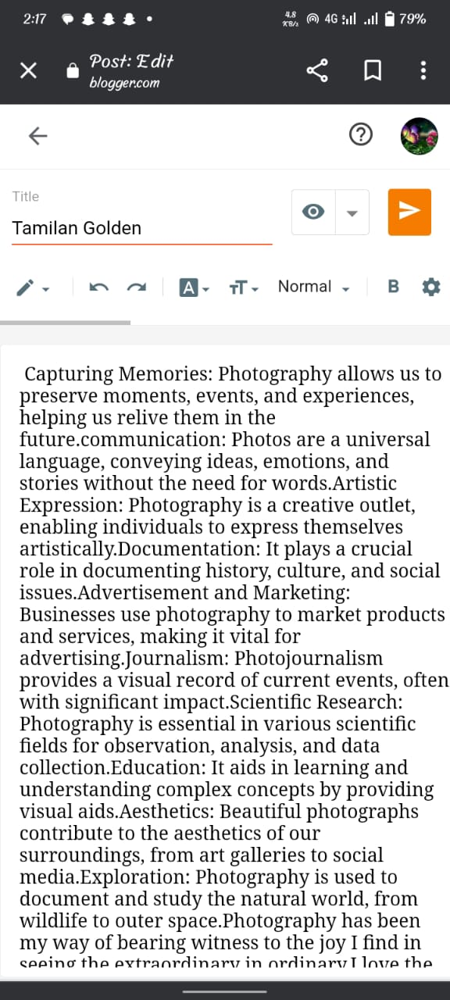 2:17
4.8
KB/s
4G
79%
Post: Edit
blogger.com
Title
Tamilan Golden
A
TT
Normal
B
Capturing Memories: Photography allows us to
preserve moments, events, and experiences,
helping us relive them in the
future.communication: Photos are a universal
language, conveying ideas, emotions, and
stories without the need for words.Artistic
Expression: Photography is a creative outlet,
enabling individuals to express themselves
artistically.Documentation: It plays a crucial
role in documenting history, culture, and social
issues.Advertisement and Marketing:
Businesses use photography to market products
and services, making it vital for
advertising.Journalism: Photojournalism
provides a visual record of current events, often
with significant impact.Scientific Research:
Photography is essential in various scientific
fields for observation, analysis, and data
collection.Education: It aids in learning and
understanding complex concepts by providing
visual aids.Aesthetics: Beautiful photographs
contribute to the aesthetics of our
surroundings, from art galleries to social
media.Exploration: Photography is used to
document and study the natural world, from
wildlife to outer space.Photography has been
my way of bearing witness to the joy I find in
seeing the extraordinary in ordinary.I love the